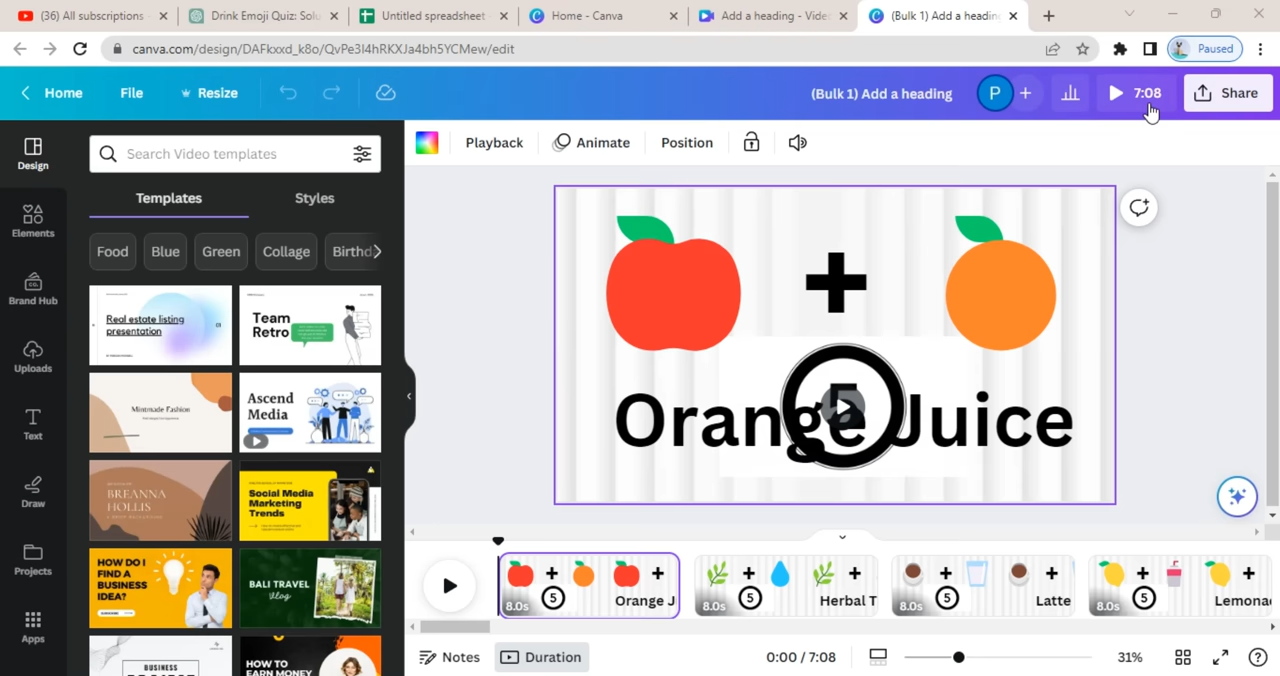 (36) All subscriptions -
Drink Emoji Quiz: Solu
Untitled spreadsheet -
Home - Canva
Add a heading - Vide
(Bulk 1) Add a headin
canva.com/design/DAFkxxd_k8o/QvPe3I4hRKXJa4bh5YCMew/edit
Paused
Home
File
Resize
(Bulk 1) Add a heading
P
7:08
Share
Design
Elements
Brand Hub
Uploads
Text
Draw
Projects
Apps
Search Video templates
Templates
Styles
Food
Blue
Green
Collage
Birthd
Real estate listing
presentation
Team
Retro
Mintmade Fashion
Ascend
Media
BREANNA
HOLLIS
Social Media
Marketing
Trends
HOW DO I
FIND A
BUSINESS
IDEA?
BALI TRAVEL
Vlog
BUSINESS
HOW TO
EARN MONEY
Playback
Animate
Position
+
5
Orange Juice
8.0s
+
5
+
Orange J
8.0s
+
5
+
Herbal T
8.0s
+
5
+
Latte
8.0s
+
5
+
Lemona
Notes
Duration
0:00 / 7:08
31%